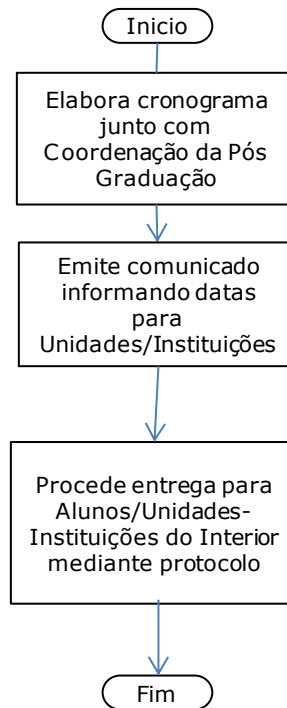 Inicio
Elabora cronograma
junto com
Coordenação da Pós
Graduação
Emite comunicado
informando datas
para
Unidades/Instituições
Procede entrega para
Alunos/Unidades-
Instituições do Interior
mediante protocolo
Fim